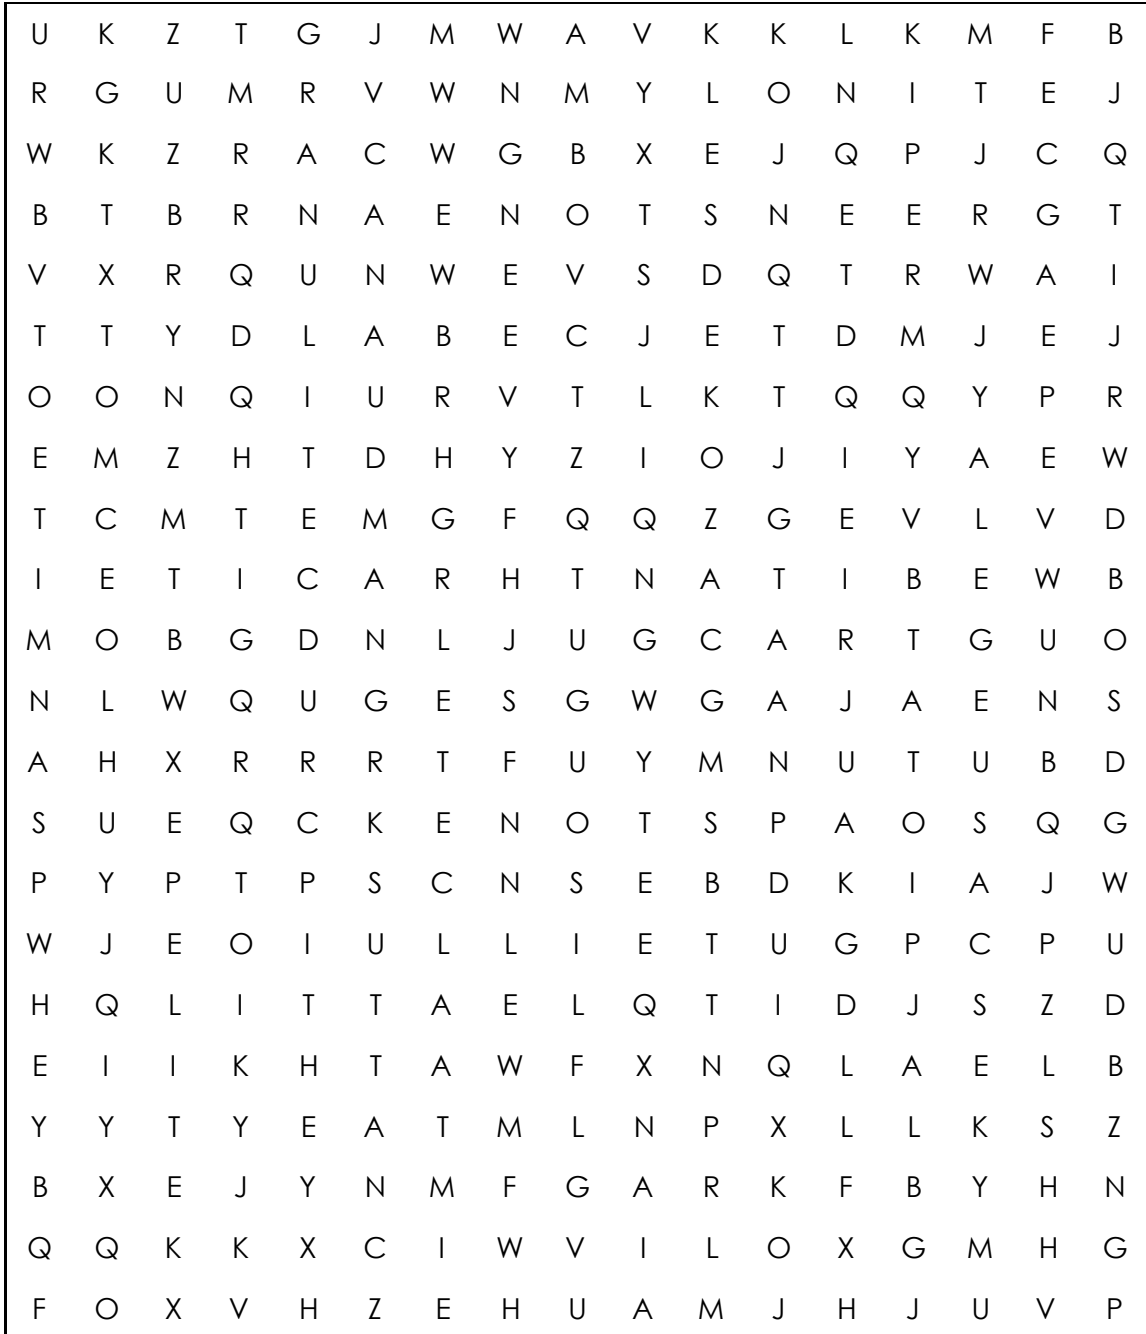 U K Z T G J M W A V K K L K M F B
R G U M R V W N M Y L O N I T E J
W K Z R A C W G B X E J Q P J C Q
B T B R N A E N O T S N E E R G T
V X R Q U N W E V S D Q T R W A I
T T Y D L A B E C J E T D M J E J
O O N Q I U R V T L K T Q Q Y P R
E M Z H T D H Y Z I O J I Y A E W
T C M T E M G F Q Q Z G E V L V D
I E T I C A R H T N A T I B E W B
M O B G D N L J U G C A R T G U O
N L W Q U G E S G W G A J A E N S
A H X R R R T F U Y M N U T U B D
S U E Q C K E N O T S P A O S Q G
P Y P T P S C N S E B D K I A J W
W J E O I U L L I E T U G P C P U
H Q L I T T A E L Q T I D J S Z D
E I I K H T A W F X N Q L A E L B
Y Y T Y E A T M L N P X L L K S Z
B X E J Y N M F G A R K F B Y H N
Q Q K K X C I W V I L O X G M H G
F O X V H Z E H U A M J H J U V P